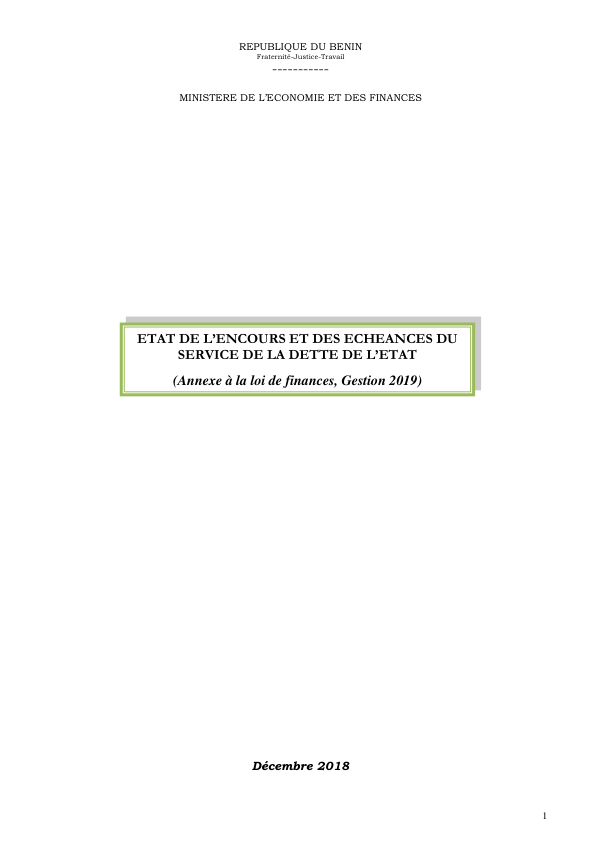 REPUBLIQUE DU BENIN
Fraternité-Justice-Travail
-----------
MINISTERE DE L'ECONOMIE ET DES FINANCES
ETAT DE L'ENCOURS ET DES ECHEANCES DU
SERVICE DE LA DETTE DE L'ETAT
(Annexe à la loi de finances, Gestion 2019)
Décembre 2018
1